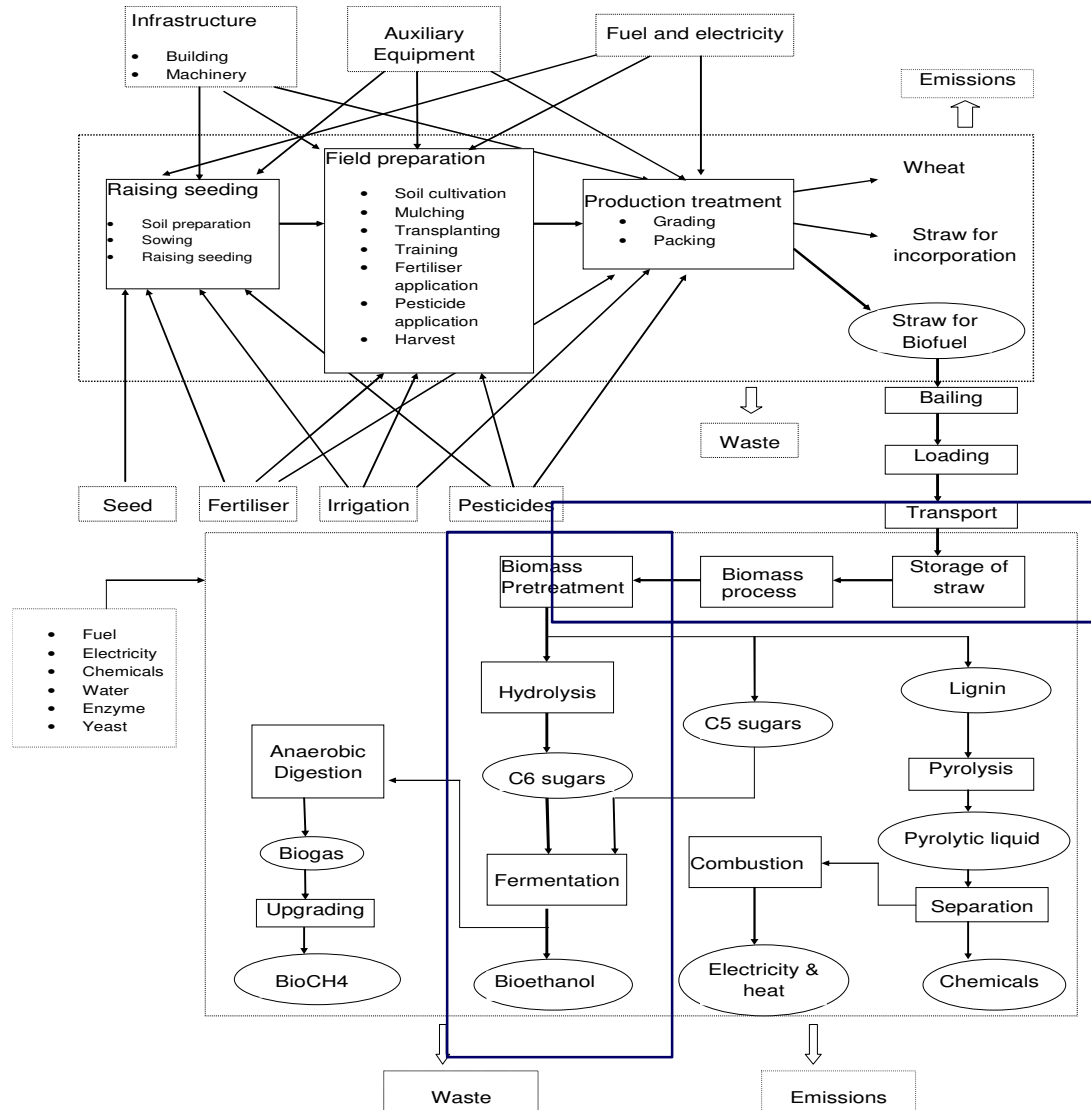 Infrastructure
• Building
• Machinery
Auxiliary
Equipment
Fuel and electricity
Emissions
Raising seeding
• Soil preparation
• Sowing
• Raising seeding
Field preparation
• Soil cultivation
• Mulching
• Transplanting
• Training
• Fertiliser
application
• Pesticide
application
• Harvest
Production treatment
• Grading
• Packing
Wheat
Straw for
incorporation
Straw for
Biofuel
Bailing
Waste
Loading
Seed
Fertiliser
Irrigation
Pesticides
Transport
Biomass
Pretreatment
Biomass
process
Storage of
straw
• Fuel
• Electricity
• Chemicals
• Water
• Enzyme
• Yeast
Hydrolysis
C5 sugars
Lignin
Anaerobic
Digestion
C6 sugars
Pyrolysis
Biogas
Fermentation
Combustion
Pyrolytic liquid
Upgrading
Separation
BioCH4
Bioethanol
Electricity &
heat
Chemicals
Waste
Emissions